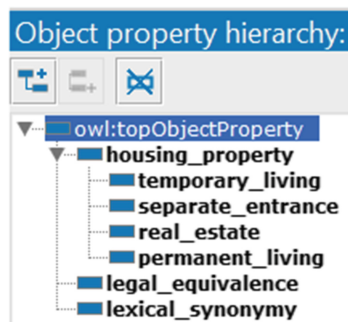 Object property hierarchy:
owl:topObjectProperty
housing_property
temporary_living
separate_entrance
real_estate
permanent_living
legal_equivalence
lexical_synonymy